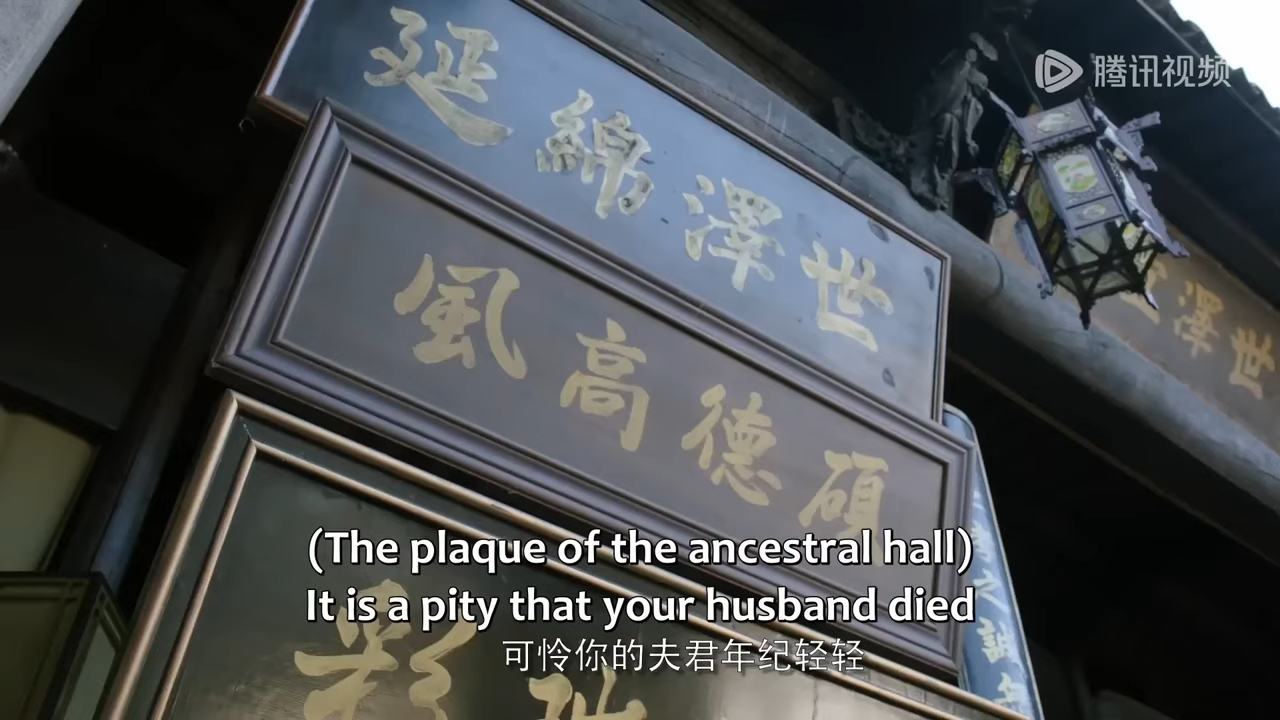 腾讯视频
世澤綿延
碩德高風
世澤
彩
(The plaque of the ancestral hall)
It is a pity that your husband died
可怜你的夫君年纪轻轻